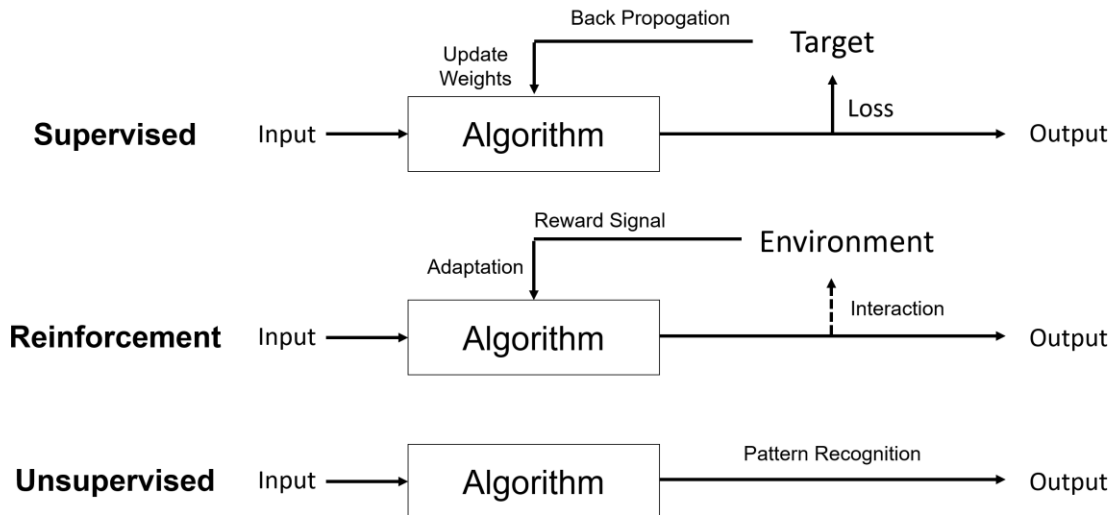 Back Propogation
Target
Update
Weights
Loss
Supervised Input Algorithm Output
Reward Signal
Environment
Adaptation
Interaction
Reinforcement Input Algorithm Output
Pattern Recognition
Unsupervised Input Algorithm Output